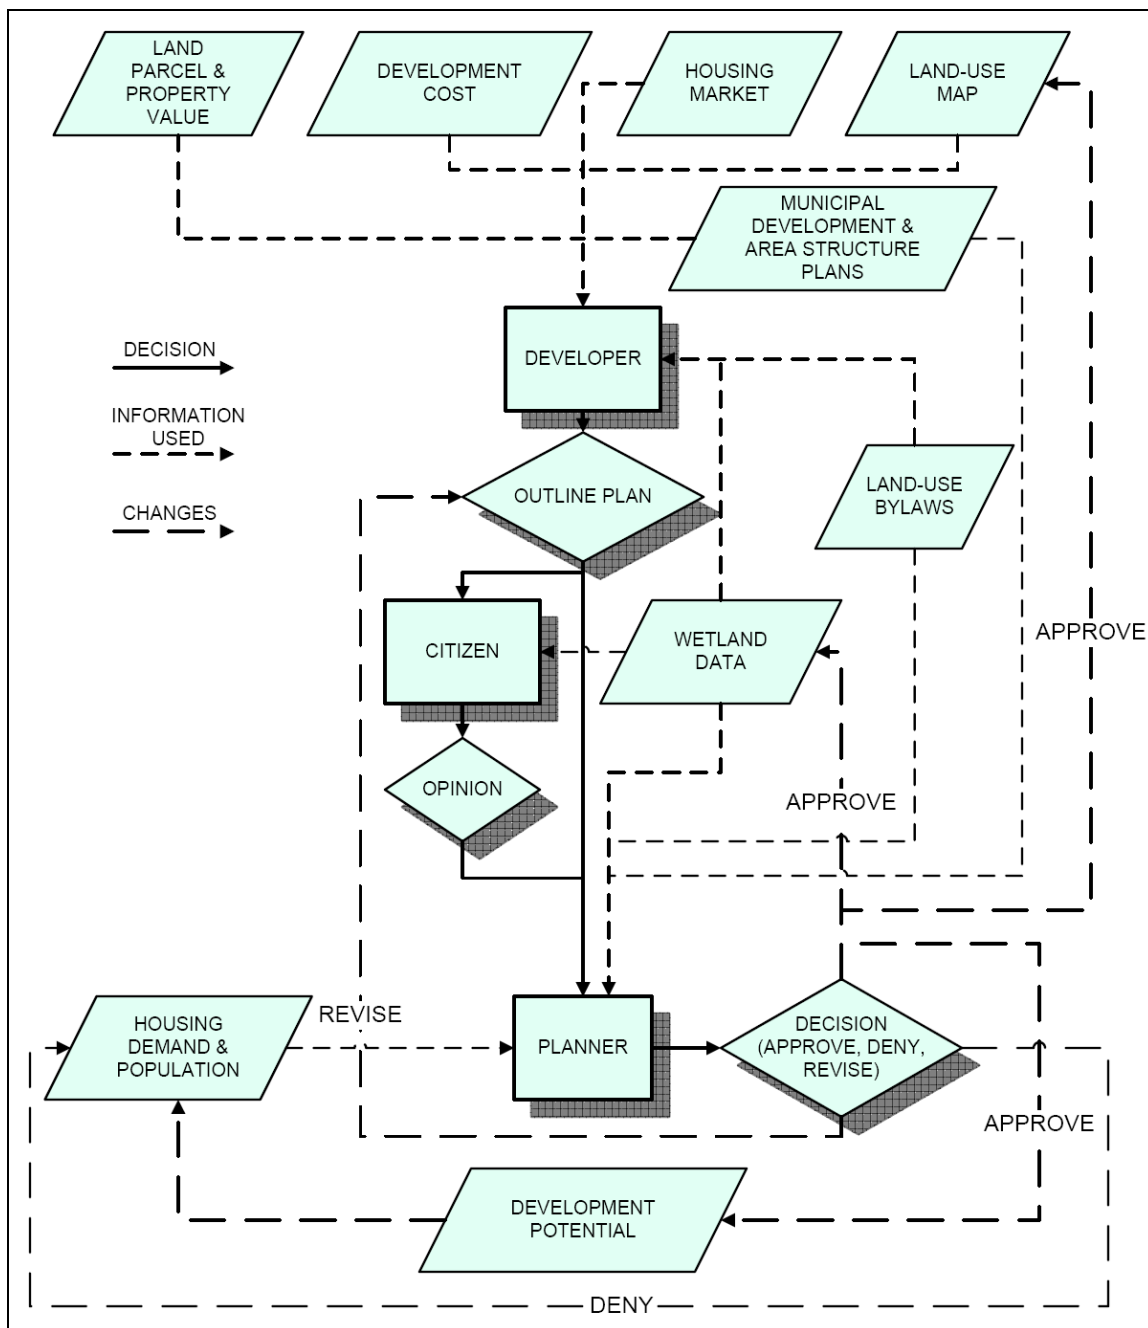 LAND
PARCEL &
PROPERTY
VALUE
DEVELOPMENT
COST
HOUSING
MARKET
LAND-USE
MAP
MUNICIPAL
DEVELOPMENT &
AREA STRUCTURE
PLANS
DEVELOPER
DECISION
INFORMATION
USED
CHANGES
OUTLINE PLAN
LAND-USE
BYLAWS
CITIZEN
WETLAND
DATA
APPROVE
OPINION
APPROVE
HOUSING
DEMAND &
POPULATION
REVISE
PLANNER
DECISION
(APPROVE, DENY,
REVISE)
APPROVE
DEVELOPMENT
POTENTIAL
DENY